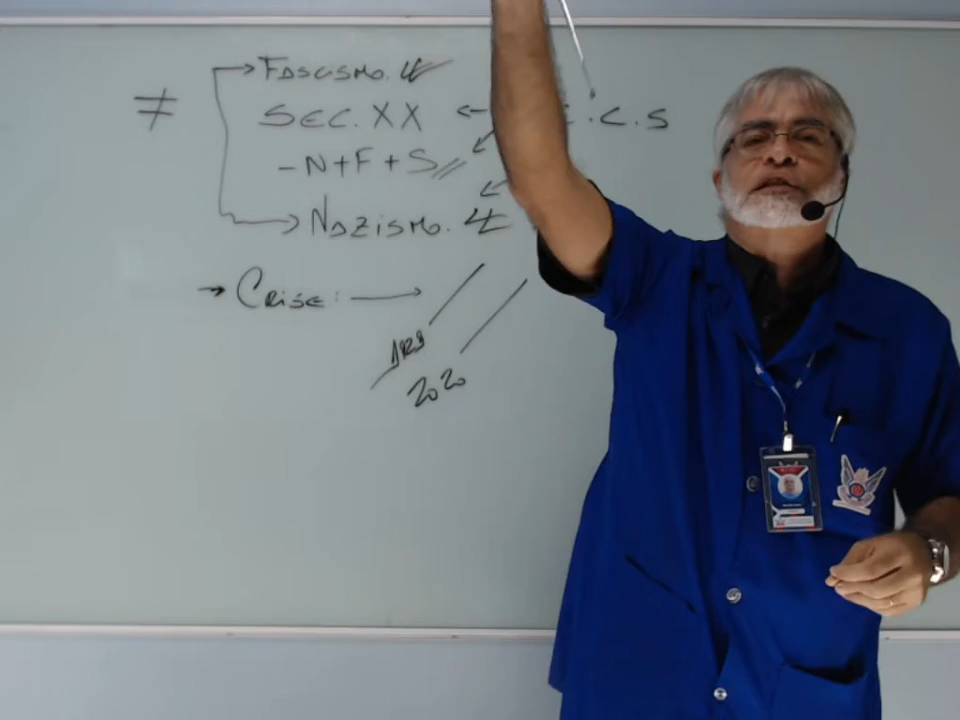 → Fascismo.
≠ SEC. XX ← .C.S
- N + F + S
→ Nazismo.
→ Crise: →
1929
2020